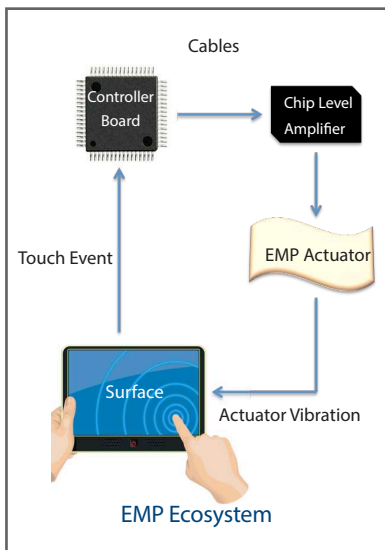 Cables
Controller
Board
Chip Level
Amplifier
EMP Actuator
Touch Event
Surface
Actuator Vibration
EMP Ecosystem